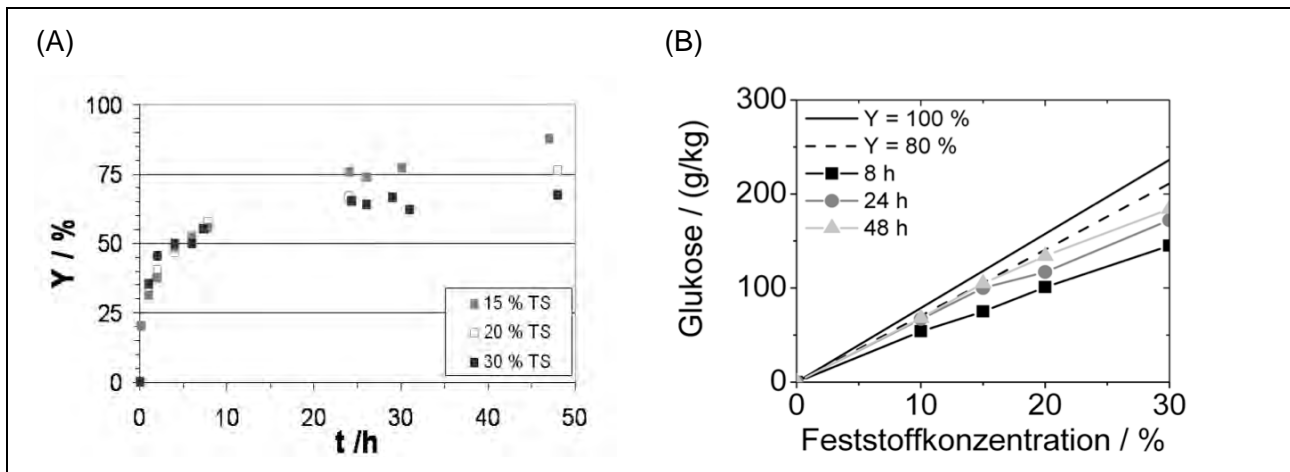 (A)
Y / %
100
75
50
25
0
0
10
20
30
40
50
t /h
15 % TS
20 % TS
30 % TS
(B)
Glukose / (g/kg)
300
200
100
0
Y = 100 %
Y = 80 %
8 h
24 h
48 h
0
10
20
30
Feststoffkonzentration / %